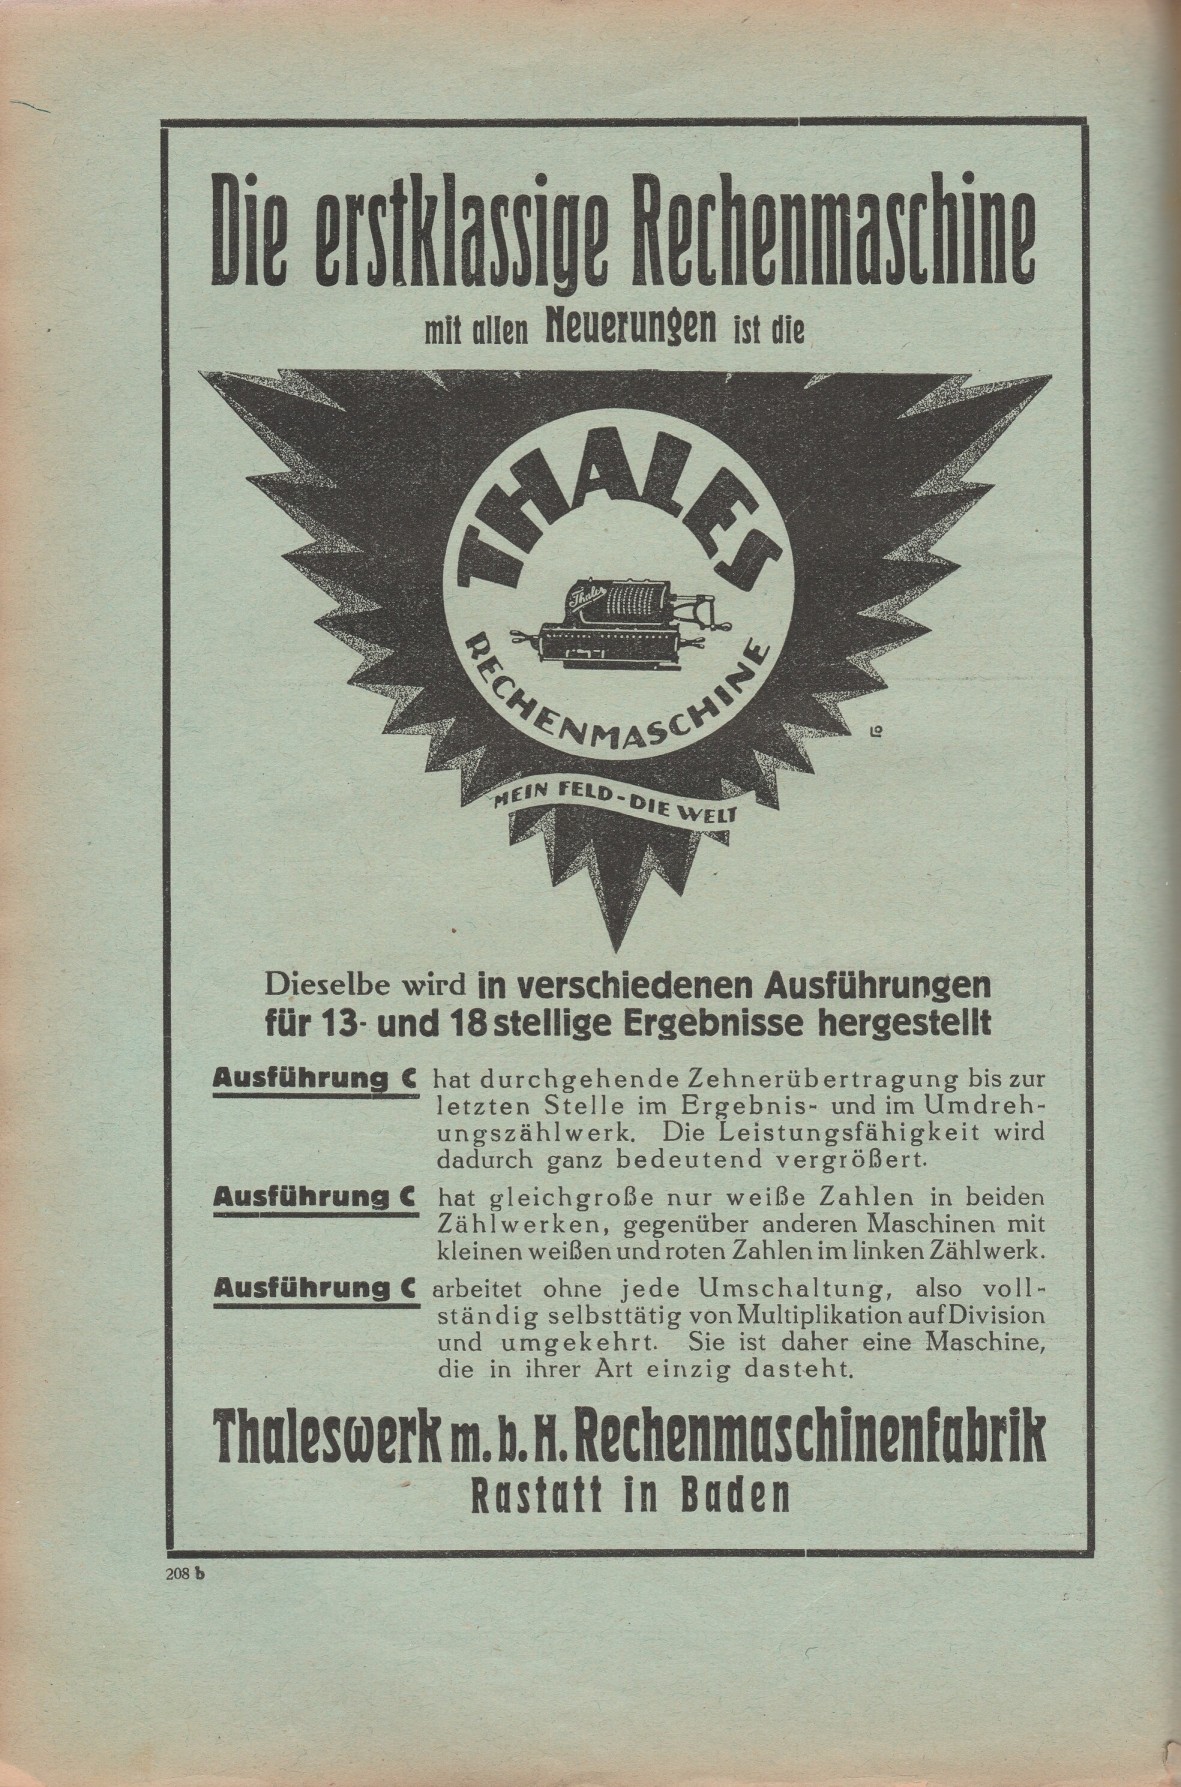 Die erstklassige Rechenmaschine
mit allen Neuerungen ist die
THALES
Thales
RECHENMASCHINE
MEIN FELD-DIE WELT
Dieselbe wird in verschiedenen Ausführungen
für 13- und 18stellige Ergebnisse hergestellt
Ausführung C hat durchgehende Zehnerübertragung bis zur
letzten Stelle im Ergebnis- und im Umdreh-
ungszählwerk. Die Leistungsfähigkeit wird
dadurch ganz bedeutend vergrößert.
Ausführung C hat gleichgroße nur weiße Zahlen in beiden
Zählwerken, gegenüber anderen Maschinen mit
kleinen weißen und roten Zahlen im linken Zählwerk.
Ausführung C arbeitet ohne jede Umschaltung, also voll-
ständig selbsttätig von Multiplikation auf Division
und umgekehrt. Sie ist daher eine Maschine,
die in ihrer Art einzig dasteht.
Thaleswerk m. b. H. Rechenmaschinenfabrik
Rastatt in Baden
208 b